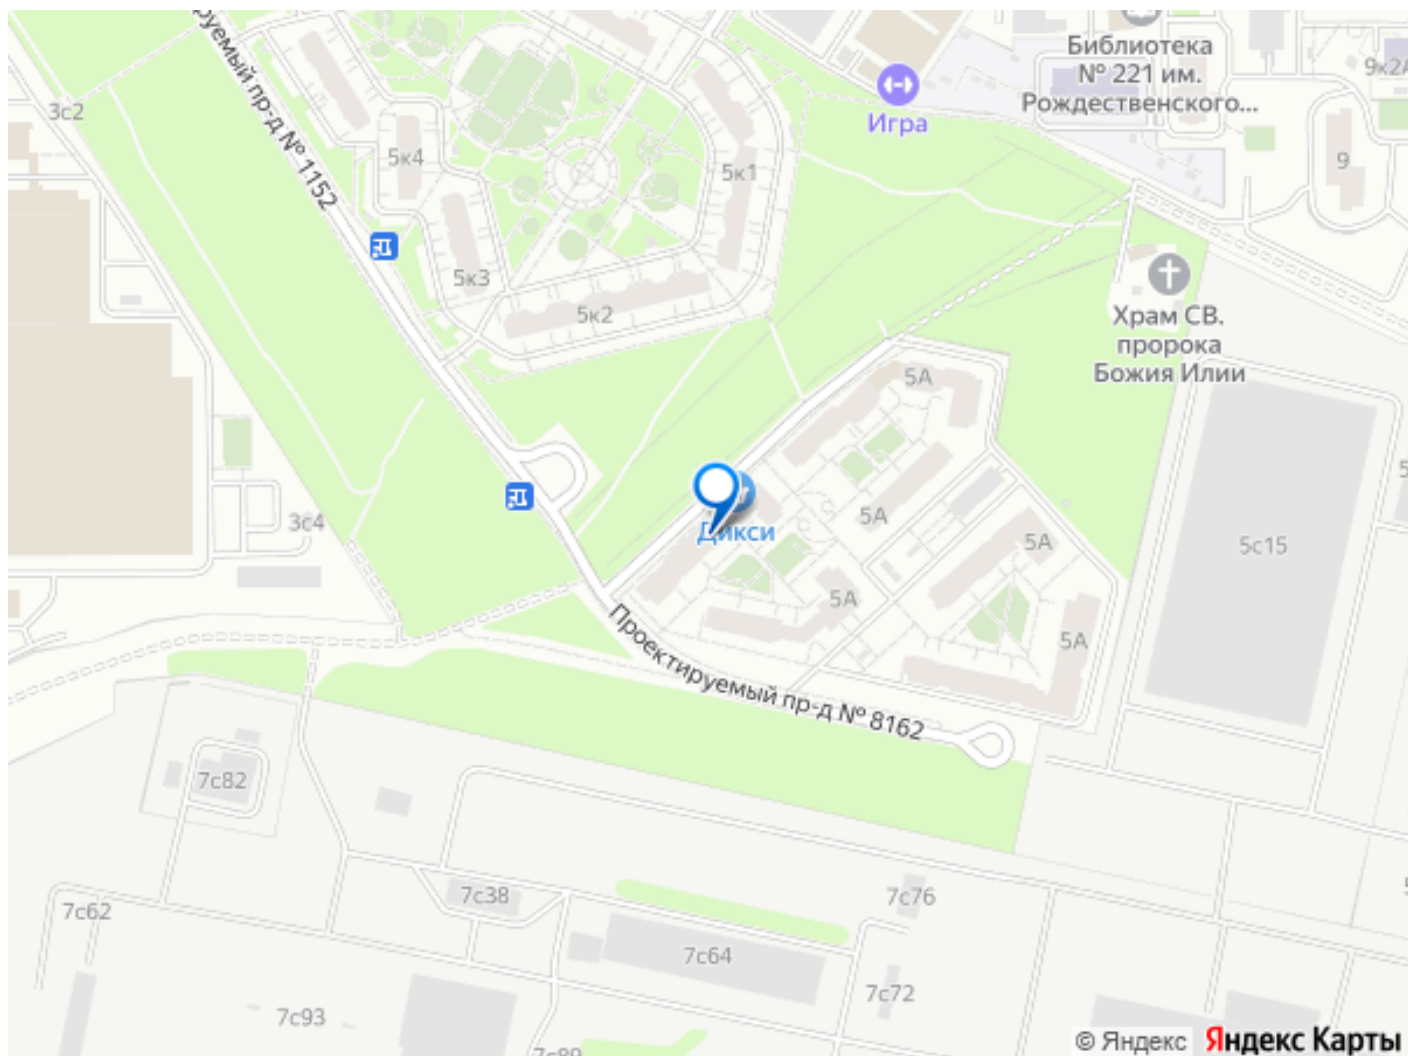 руемый пр-д № 1152
Библиотека
№ 221 им.
Рождественского...
9к2А
3с2
Игра
5к4
5к1
9
5к3
5к2
Храм СВ.
пророка
Божия Илии
5А
3с4
5А
5А
5с15
Дикси
5А
5А
Проектируемый пр-д № 8162
7с82
7с38
7с76
7с62
7с64
7с72
7с93
7с89
© Яндекс Яндекс Карты